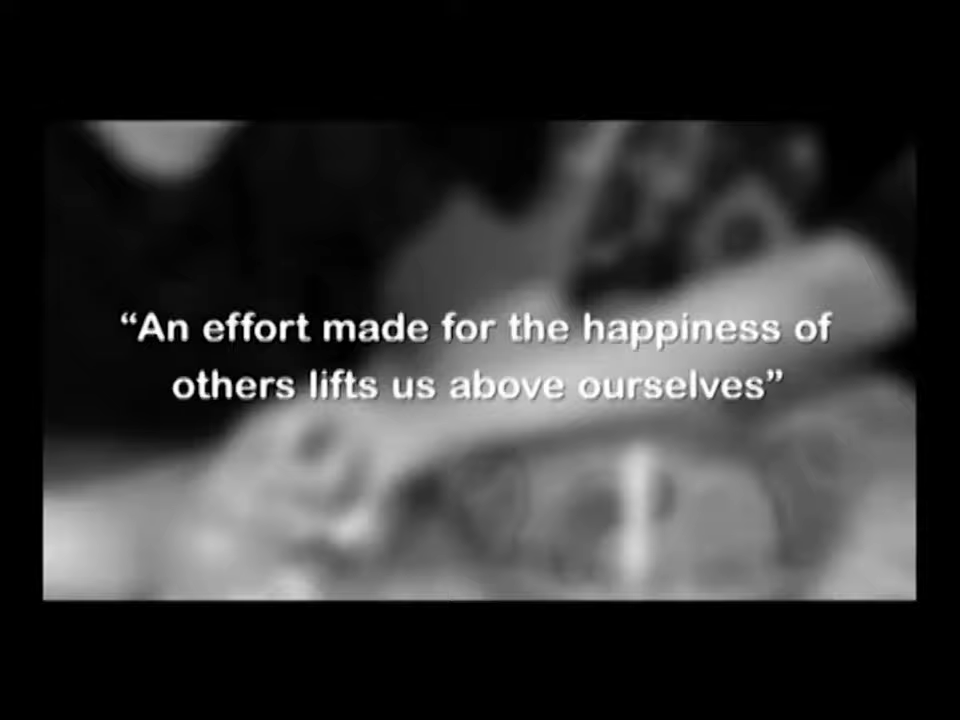 “An effort made for the happiness of
others lifts us above ourselves”